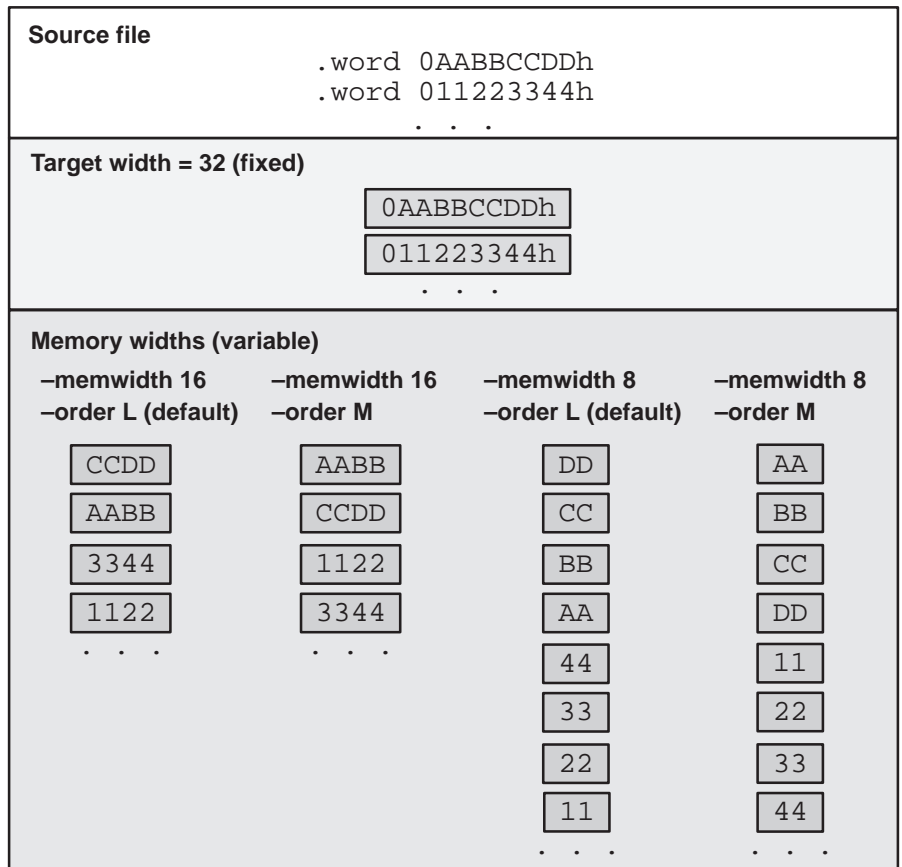 Source file
.word 0AABBCCDDh
.word 011223344h
. . .
Target width = 32 (fixed)
0AABBCCDDh
011223344h
. . .
Memory widths (variable)
–memwidth 16 –memwidth 16 –memwidth 8 –memwidth 8
–order L (default) –order M –order L (default) –order M
CCDD AABB DD AA
AABB CCDD CC BB
3344 1122 BB CC
1122 3344 AA DD
. . . . . .
44 11
33 22
22 33
11 44
. . . . . .